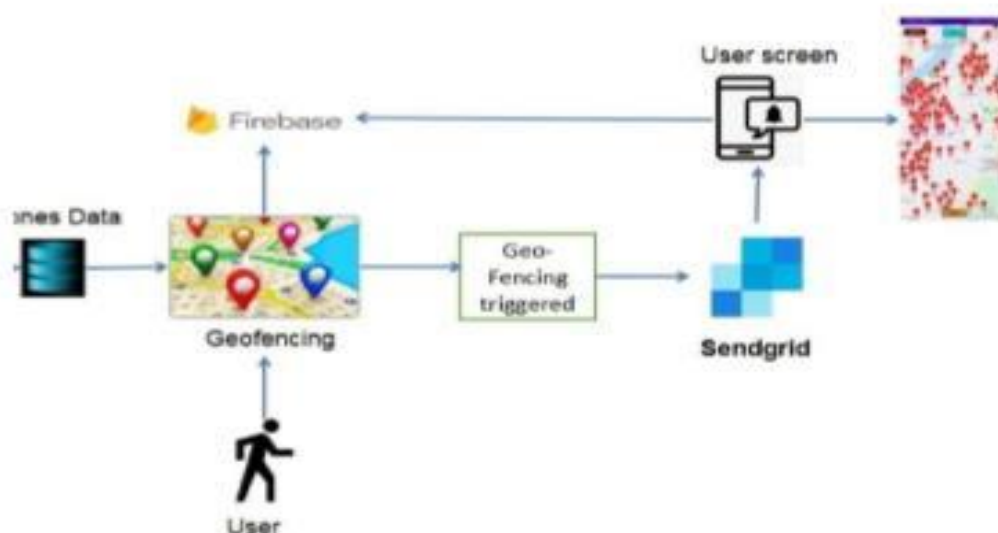 User screen
Firebase
ones Data
Geo-
Fencing
triggered
Geofencing
Sendgrid
User